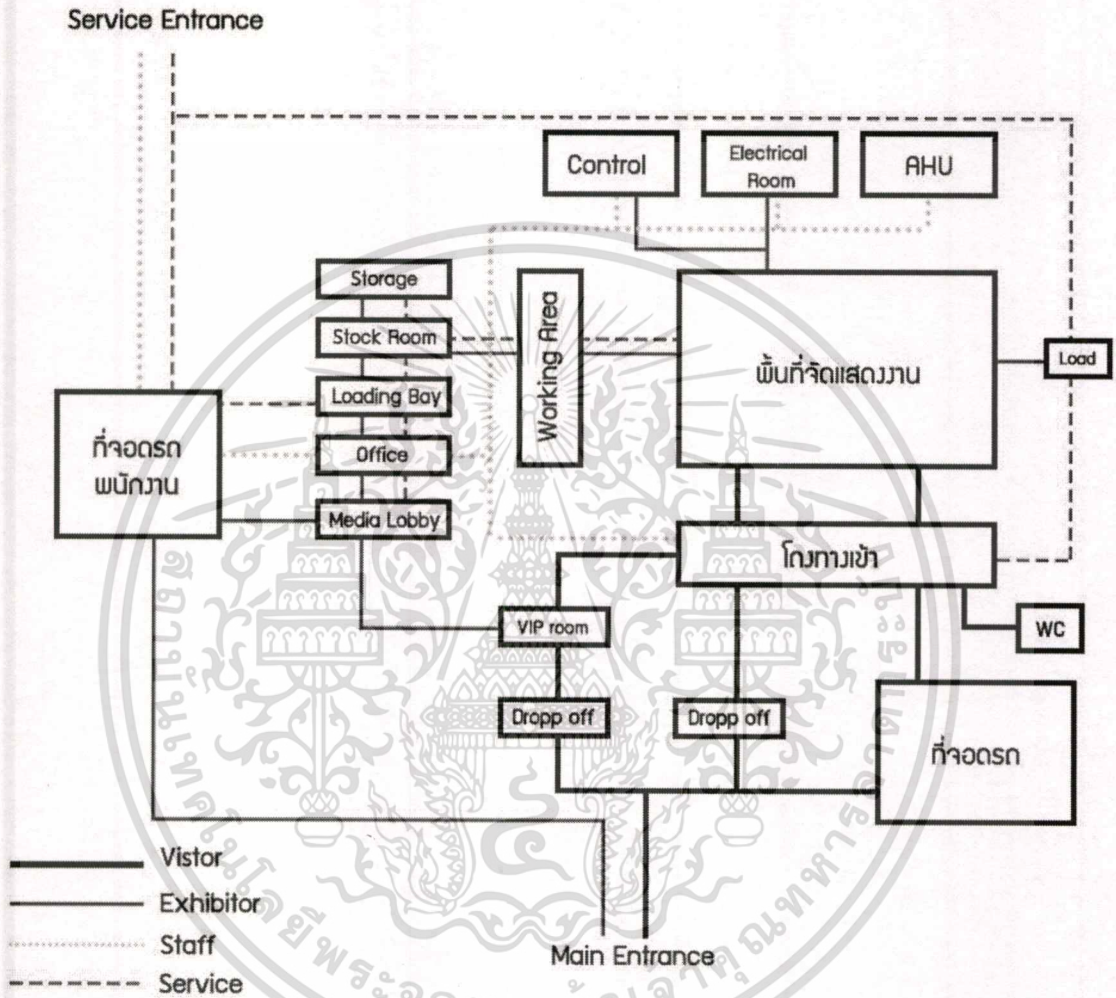 Service Entrance
Control
Electrical
Room
AHU
Storage
Stock Room
Loading Bay
Office
Media Lobby
Working Area
พื้นที่จัดแสดงงาน
Load
ที่จอดรถ
พนักงาน
โถงทางเข้า
VIP room
WC
Dropp off
Dropp off
ที่จอดรถ
Vistor
Exhibitor
Staff
Service
Main Entrance